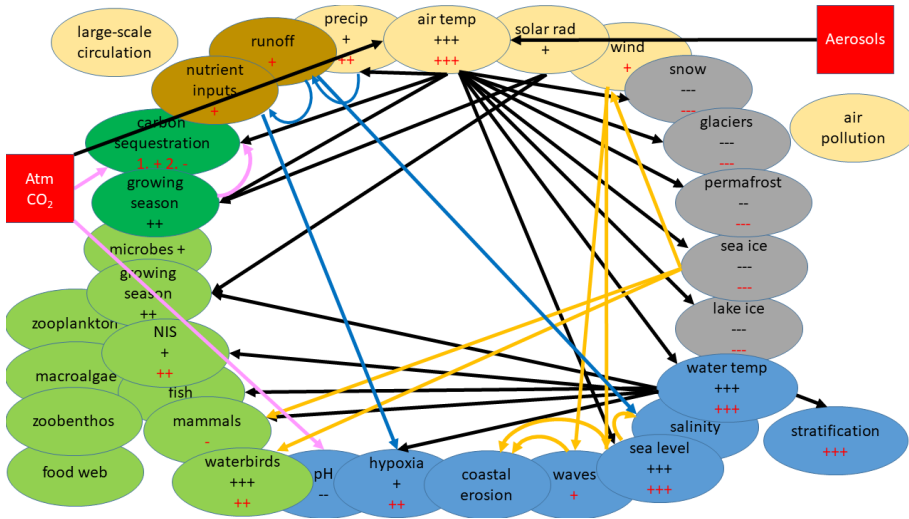 large-scale
circulation
runoff
+
precip
+
++
air temp
+++
+++
solar rad
+
wind
+
Aerosols
nutrient
inputs
+
snow
---
---
carbon
sequestration
1. + 2. -
glaciers
---
---
air
pollution
Atm
CO2
growing
season
++
permafrost
--
---
microbes +
growing
season
++
sea ice
---
---
zooplankton
NIS
+
++
lake ice
---
---
macroalgae
fish
water temp
+++
+++
zoobenthos
mammals
-
salinity
stratification
+++
food web
waterbirds
+++
++
pH
--
hypoxia
+
++
coastal
erosion
waves
+
sea level
+++
+++